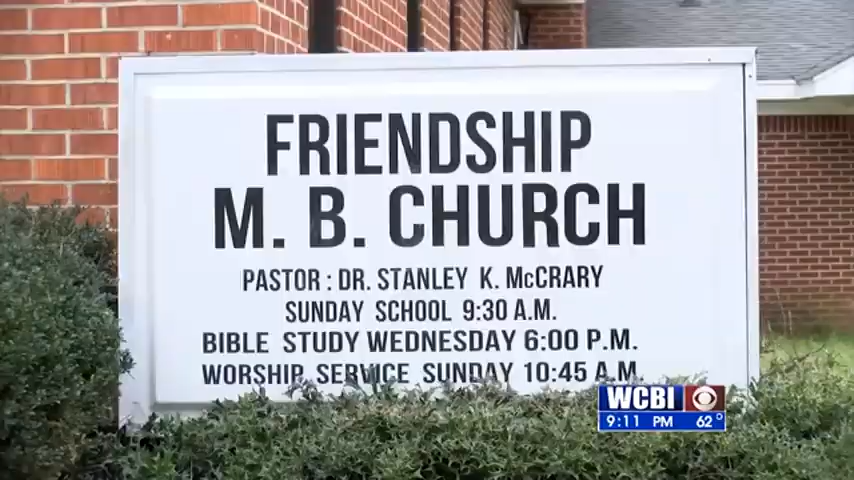 FRIENDSHIP
M. B. CHURCH
PASTOR : DR. STANLEY K. McCRARY
SUNDAY SCHOOL 9:30 A.M.
BIBLE STUDY WEDNESDAY 6:00 P.M.
WORSHIP SERVICE SUNDAY 10:45 A.M.
WCBI
9:11 PM 62°